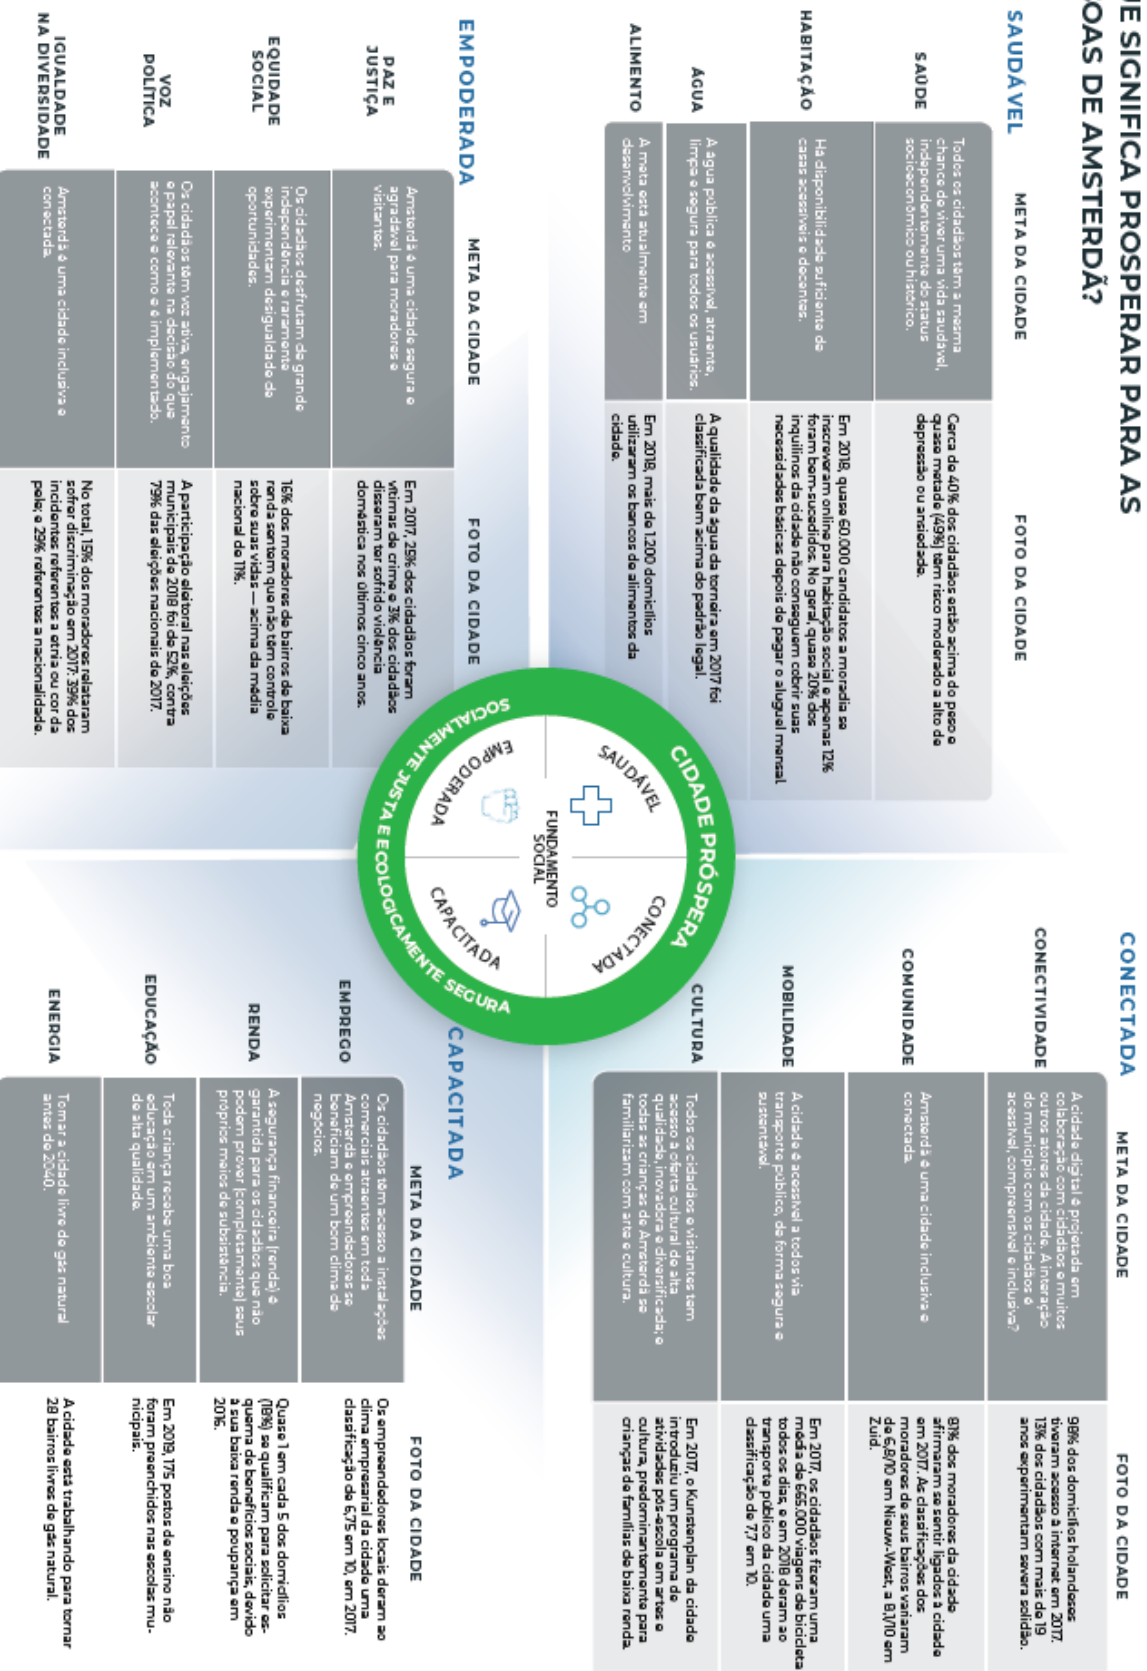 UE SIGNIFICA PROSPERAR PARA AS
OAS DE AMSTERDÃ?
SAUDÁVEL
META DA CIDADE
FOTO DA CIDADE
SAÚDE
Todos os cidadãos têm a mesma
chance de viver uma vida saudável,
independentemente do status
socioeconômico ou histórico.
Cerca de 40% dos cidadãos estão acima do peso e
quase metade (49%) têm risco moderado a alto de
depressão ou ansiedade.
HABITAÇÃO
Há disponibilidade suficiente de
casas acessíveis e decentes.
Em 2018, quase 60.000 candidatos a moradia se
inscreveram online para habitação social e apenas 12%
foram bem-sucedidos. No geral, quase 20% dos
inquilinos da cidade não conseguem cobrir suas
necessidades básicas depois de pagar o aluguel mensal.
ÁGUA
A água pública é acessível, atraente,
limpa e segura para todos os usuários.
A qualidade da água da torneira em 2017 foi
classificada bem acima do padrão legal.
ALIMENTO
A meta está atualmente em
desenvolvimento
Em 2018, mais de 1.200 domicílios
utilizaram os bancos de alimentos da
cidade.
CONECTADA
META DA CIDADE
FOTO DA CIDADE
CONECTIVIDADE
A cidade digital é projetada em
colaboração com cidadãos e muitos
outros atores da cidade. A interação
do município com os cidadãos é
acessível, compreensível e inclusiva?
98% dos domicílios holandeses
tiveram acesso à internet em 2017.
13% dos cidadãos com mais de 19
anos experimentam severa solidão.
COMUNIDADE
Amsterdã é uma cidade inclusiva e
conectada.
81% dos moradores da cidade
afirmaram se sentir ligados à cidade
em 2017. As classificações dos
moradores de seus bairros variaram
de 6,8/10 em Nieuw-West, a 8,1/10 em
Zuid.
MOBILIDADE
A cidade é acessível a todos via
transporte público, de forma segura e
sustentável.
Em 2017, os cidadãos fizeram uma
média de 665.000 viagens de bicicleta
todos os dias, e em 2018 deram ao
transporte público da cidade uma
classificação de 7,7 em 10.
CULTURA
Todos os cidadãos e visitantes tem
acesso a oferta cultural de alta
qualidade, inovadora e diversificada; e
todas as crianças de Amsterdã se
familiarizam com arte e cultura.
Em 2017, o Kunstenplan da cidade
introduziu um programa de
atividades pós-escola em artes e
cultura, predominantemente para
crianças de famílias de baixa renda.
CIDADE PRÓSPERA
SOCIALMENTE JUSTA E ECOLOGICAMENTE SEGURA
SAUDÁVEL
CONECTADA
FUNDAMENTO
SOCIAL
EMPODERADA
CAPACITADA
EMPODERADA
META DA CIDADE
FOTO DA CIDADE
PAZ E
JUSTIÇA
Amsterdã é uma cidade segura e
agradável para moradores e
visitantes.
Em 2017, 25% dos cidadãos foram
vítimas de crime e 3% dos cidadãos
disseram ter sofrido violência
doméstica nos últimos cinco anos.
EQUIDADE
SOCIAL
Os cidadãos desfrutam de grande
independência e raramente
experimentam desigualdade de
oportunidades.
16% dos moradores de bairros de baixa
renda sentem que não têm controle
sobre suas vidas — acima da média
nacional de 11%.
VOZ
POLÍTICA
Os cidadãos têm voz ativa, engajamento
e papel relevante na decisão do que
acontece e como e é implementado.
A participação eleitoral nas eleições
municipais de 2018 foi de 52%, contra
79% das eleições nacionais de 2017.
IGUALDADE
NA DIVERSIDADE
Amsterdã é uma cidade inclusiva e
conectada.
No total, 15% dos moradores relataram
sofrer discriminação em 2017: 39% dos
incidentes referentes a etnia ou cor da
pele; e 29% referentes a nacionalidade.
CAPACITADA
META DA CIDADE
FOTO DA CIDADE
EMPREGO
Os cidadãos têm acesso a instalações
comerciais atraentes em toda
Amsterdã e empreendedores se
beneficiam de um bom clima de
negócios.
Os empreendedores locais deram ao
clima empresarial da cidade uma
classificação de 6,75 em 10, em 2017.
RENDA
A segurança financeira (renda) é
garantida para os cidadãos que não
podem prover (completamente) seus
próprios meios de subsistência.
Quase 1 em cada 5 dos domicílios
(18%) se qualificam para solicitar es-
quema de benefícios sociais, devido
à sua baixa renda e poupança em
2016.
EDUCAÇÃO
Toda criança recebe uma boa
educação em um ambiente escolar
de alta qualidade.
Em 2019, 175 postos de ensino não
foram preenchidos nas escolas mu-
nicipais.
ENERGIA
Tornar a cidade livre de gás natural
antes de 2040.
A cidade está trabalhando para tornar
28 bairros livres de gás natural.